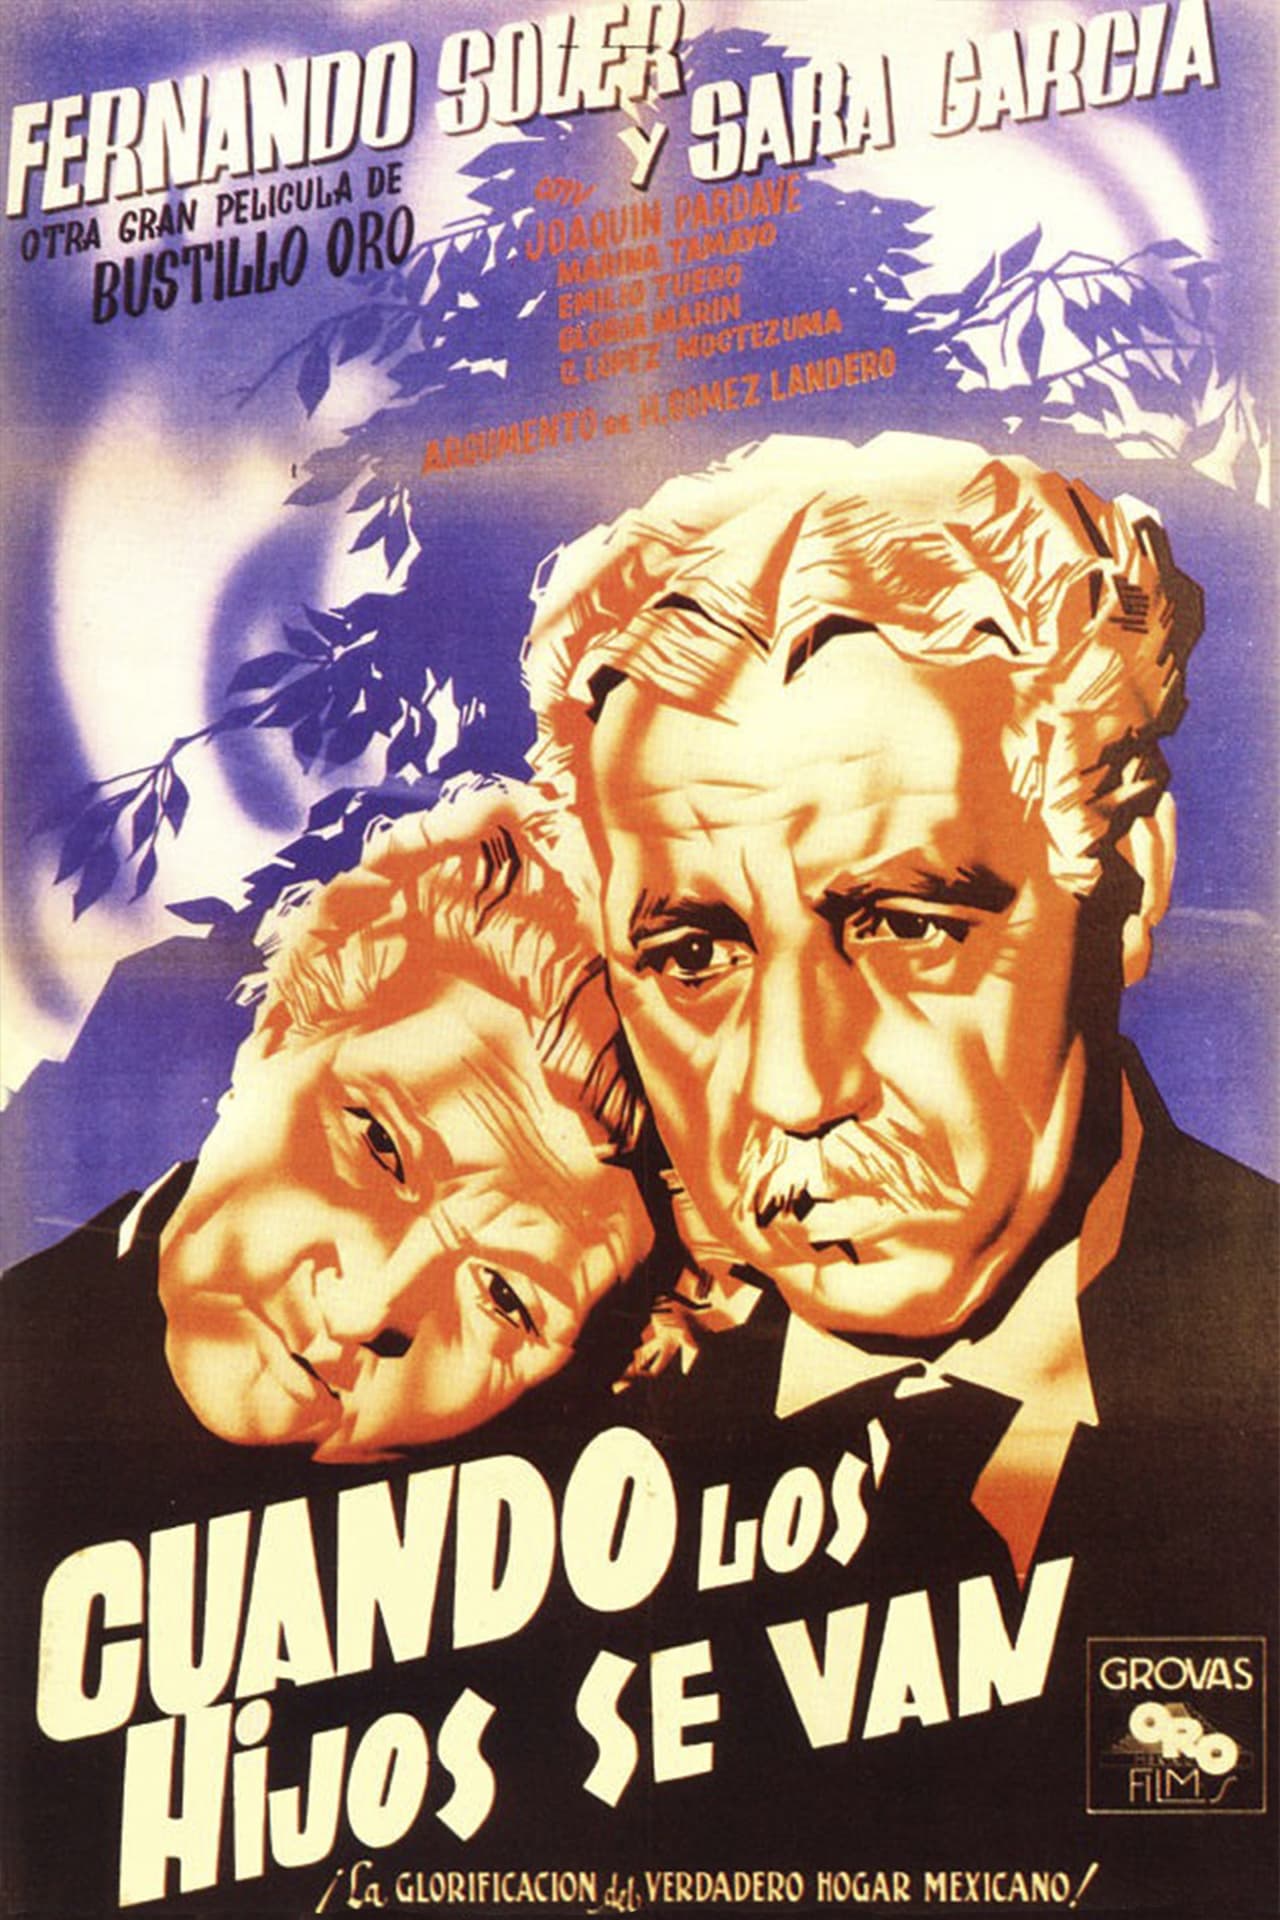 FERNANDO SOLER
Y SARA GARCIA
OTRA GRAN PELICULA DE
BUSTILLO ORO
con
JOAQUIN PARDAVE
MARINA TAMAYO
EMILIO TUERO
GLORIA MARIN
C. LOPEZ MOCTEZUMA
ARGUMENTO DE H. GOMEZ LANDERO
CUANDO LOS
HIJOS SE VAN
GROVAS
ORO
FILMS
¡La GLORIFICACION del VERDADERO HOGAR MEXICANO!